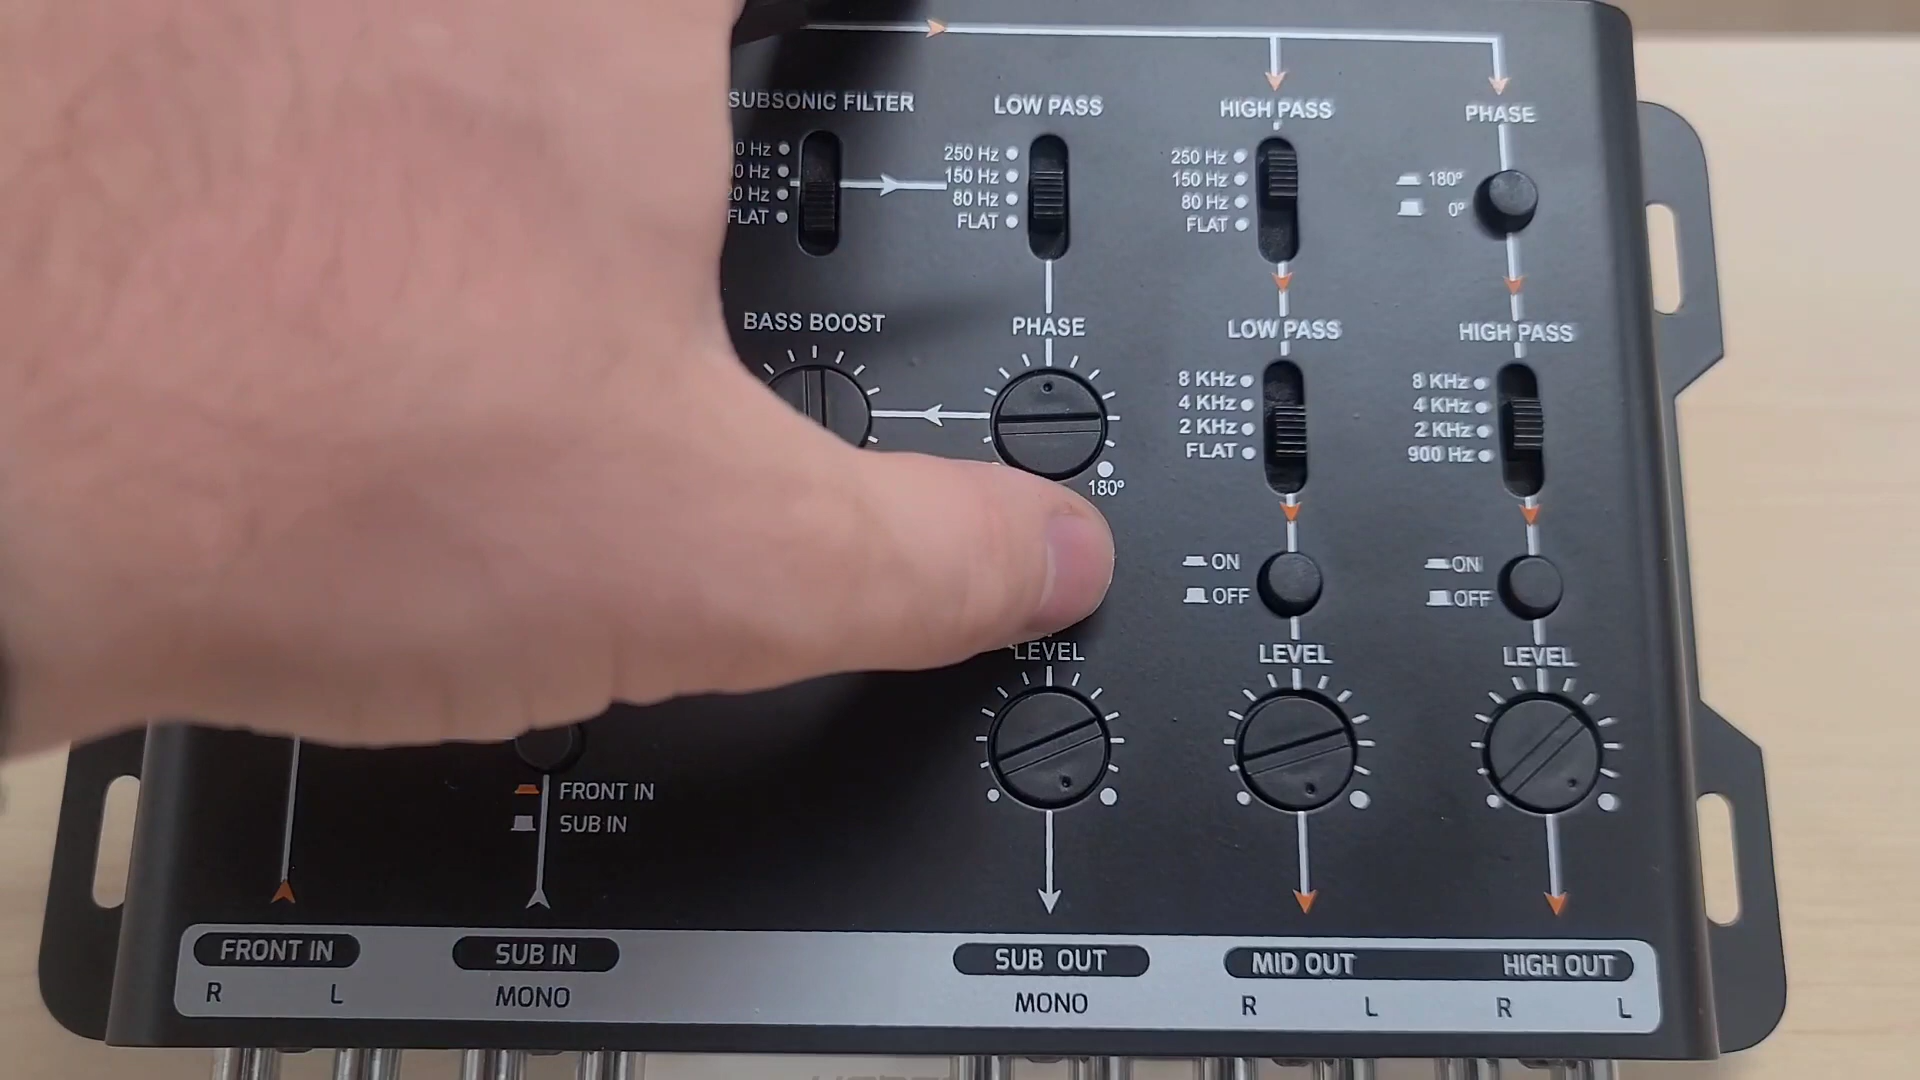 SUBSONIC FILTER
0 Hz
0 Hz
20 Hz
FLAT
LOW PASS
250 Hz
150 Hz
80 Hz
FLAT
HIGH PASS
250 Hz
150 Hz
80 Hz
FLAT
PHASE
180°
0°
BASS BOOST
PHASE
180°
LOW PASS
8 KHz
4 KHz
2 KHz
FLAT
HIGH PASS
8 KHz
4 KHz
2 KHz
900 Hz
ON
OFF
ON
OFF
LEVEL
LEVEL
LEVEL
FRONT IN
SUB IN
FRONT IN
R L
SUB IN
MONO
SUB OUT
MONO
MID OUT
R L
HIGH OUT
R L